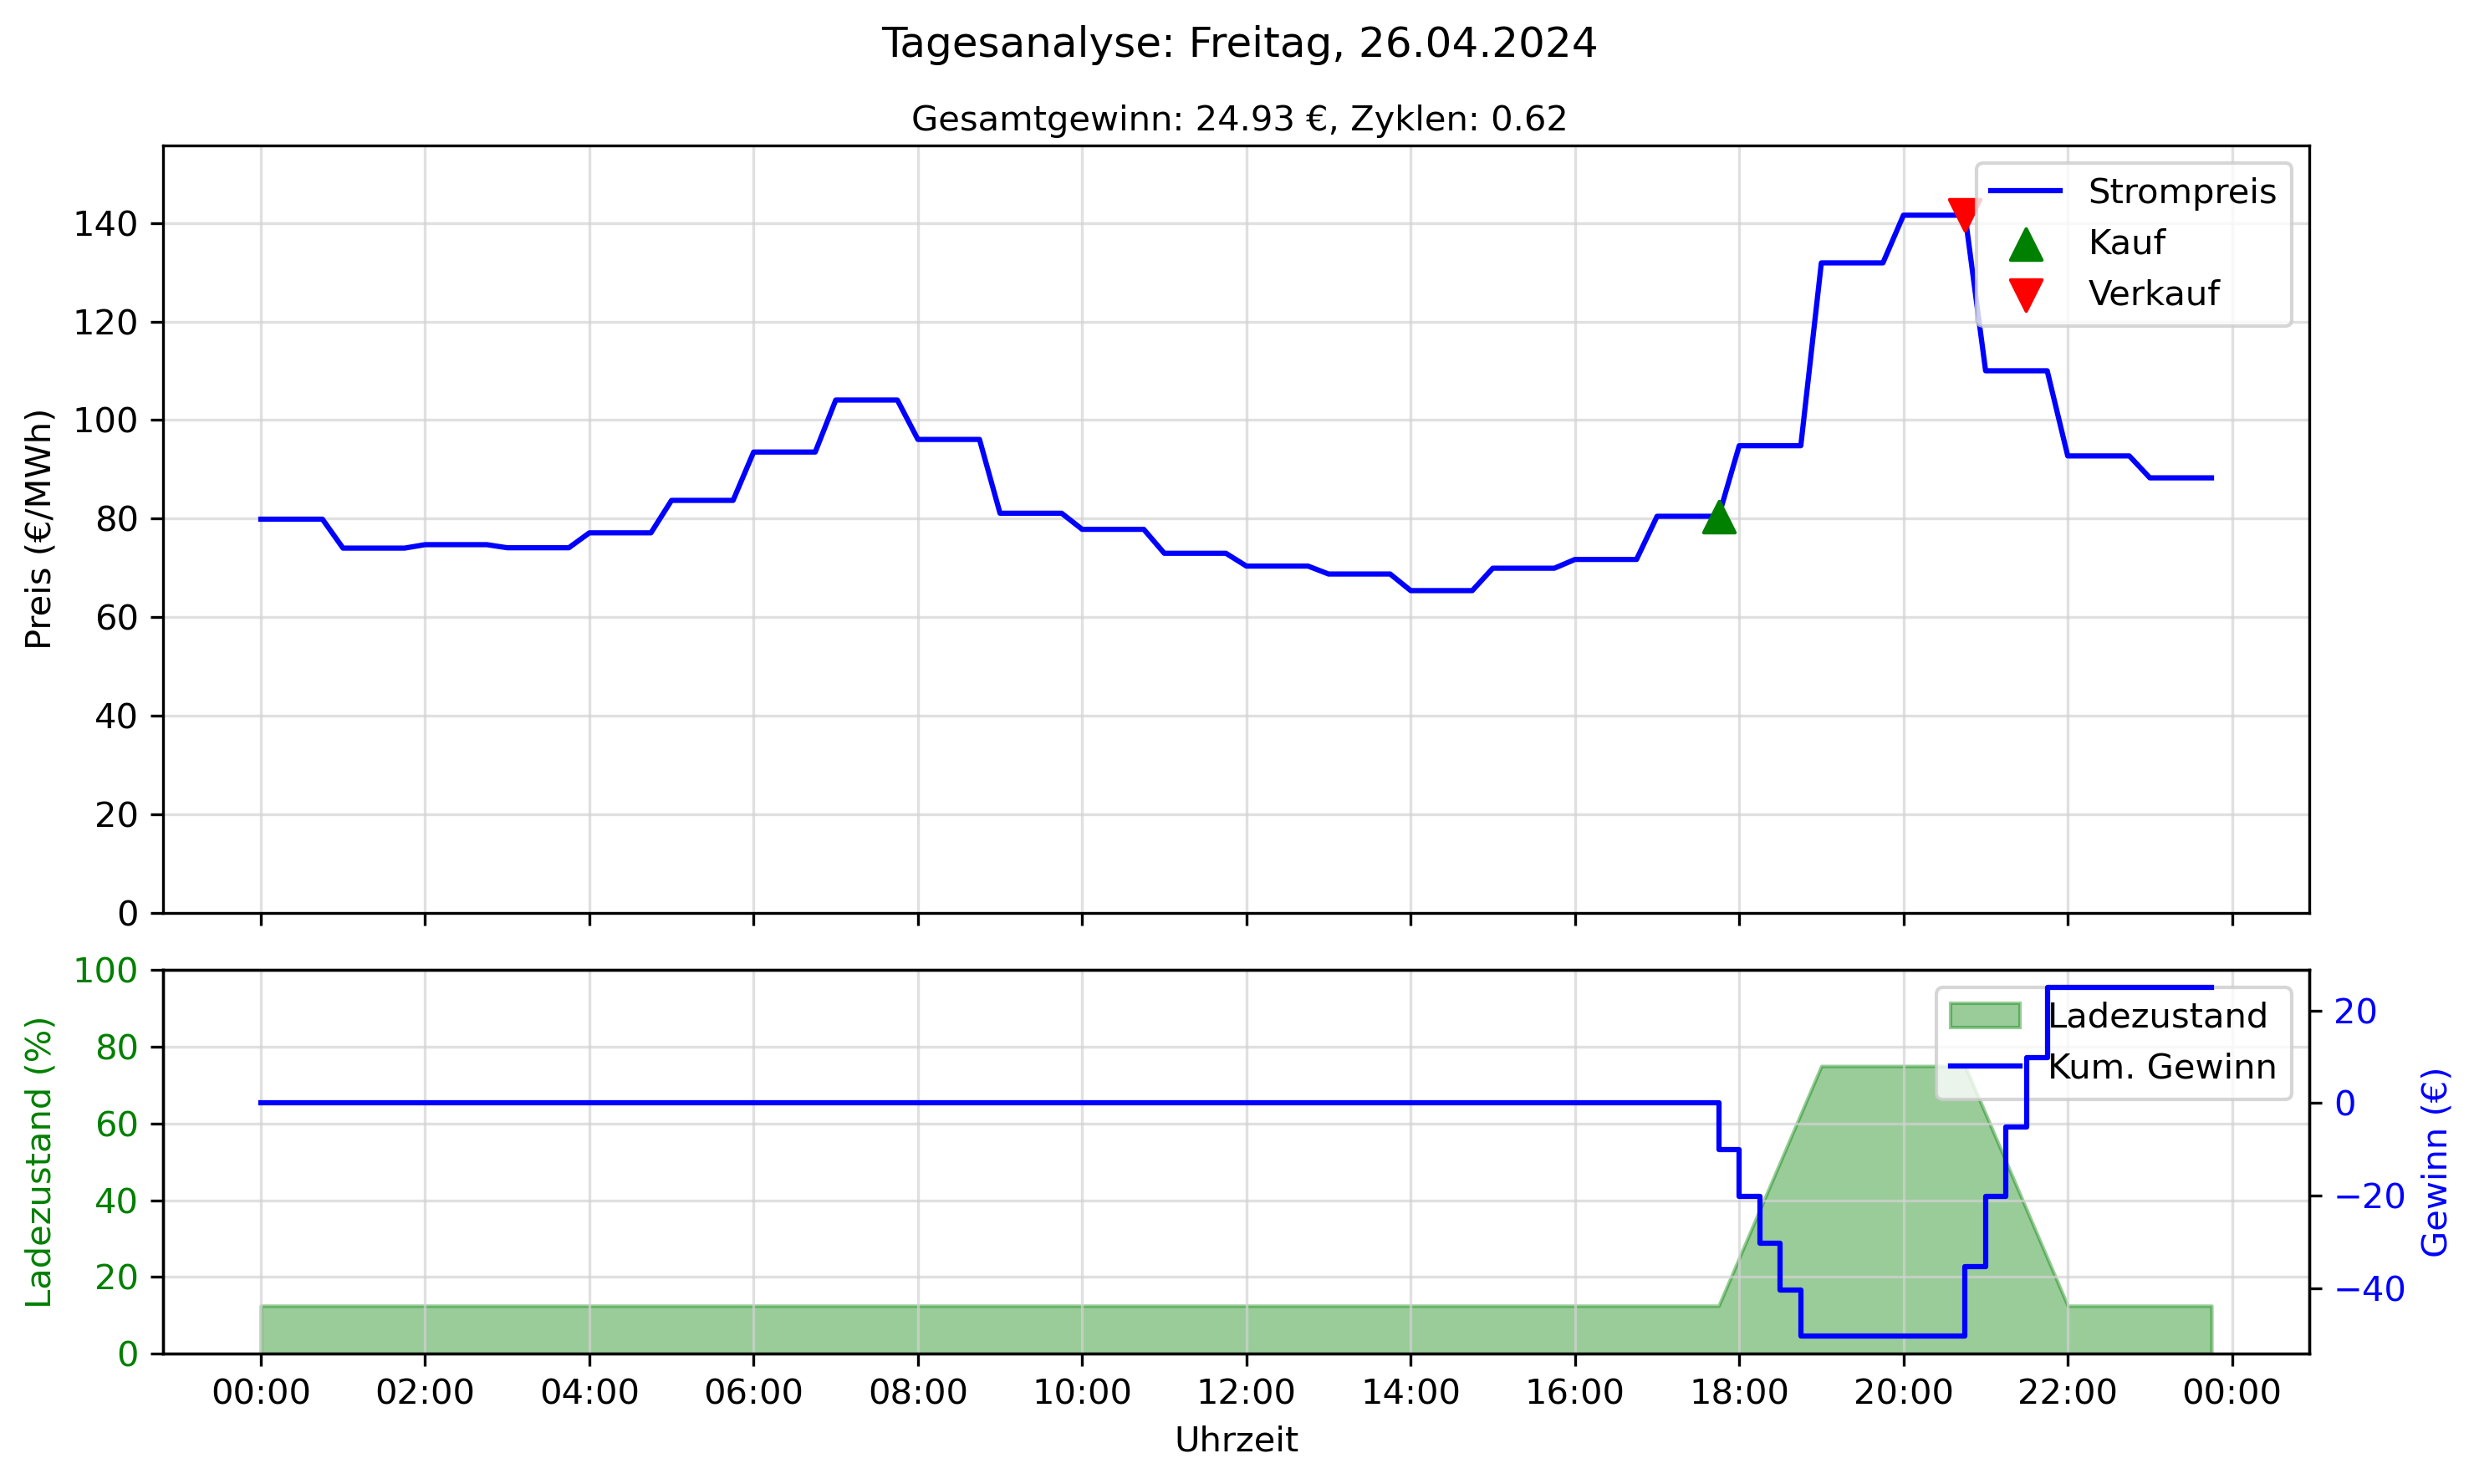 Tagesanalyse: Freitag, 26.04.2024
Gesamtgewinn: 24.93 €, Zyklen: 0.62
Preis (€/MWh)
140
120
100
80
60
40
20
0
Strompreis
Kauf
Verkauf
Ladezustand (%)
100
80
60
40
20
0
Ladezustand
Kum. Gewinn
20
0
−20
−40
Gewinn (€)
00:00 02:00 04:00 06:00 08:00 10:00 12:00 14:00 16:00 18:00 20:00 22:00 00:00
Uhrzeit